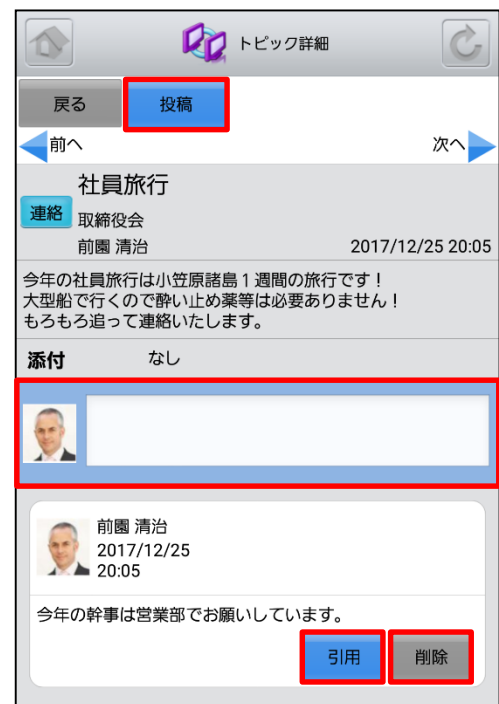 トピック詳細
戻る 投稿
前へ 次へ
社員旅行
連絡 取締役会
前園 清治 2017/12/25 20:05
今年の社員旅行は小笠原諸島1週間の旅行です！
大型船で行くので酔い止め薬等は必要ありません！
もろもろ追って連絡いたします。
添付 なし
前園 清治
2017/12/25
20:05
今年の幹事は営業部でお願いしています。
引用 削除